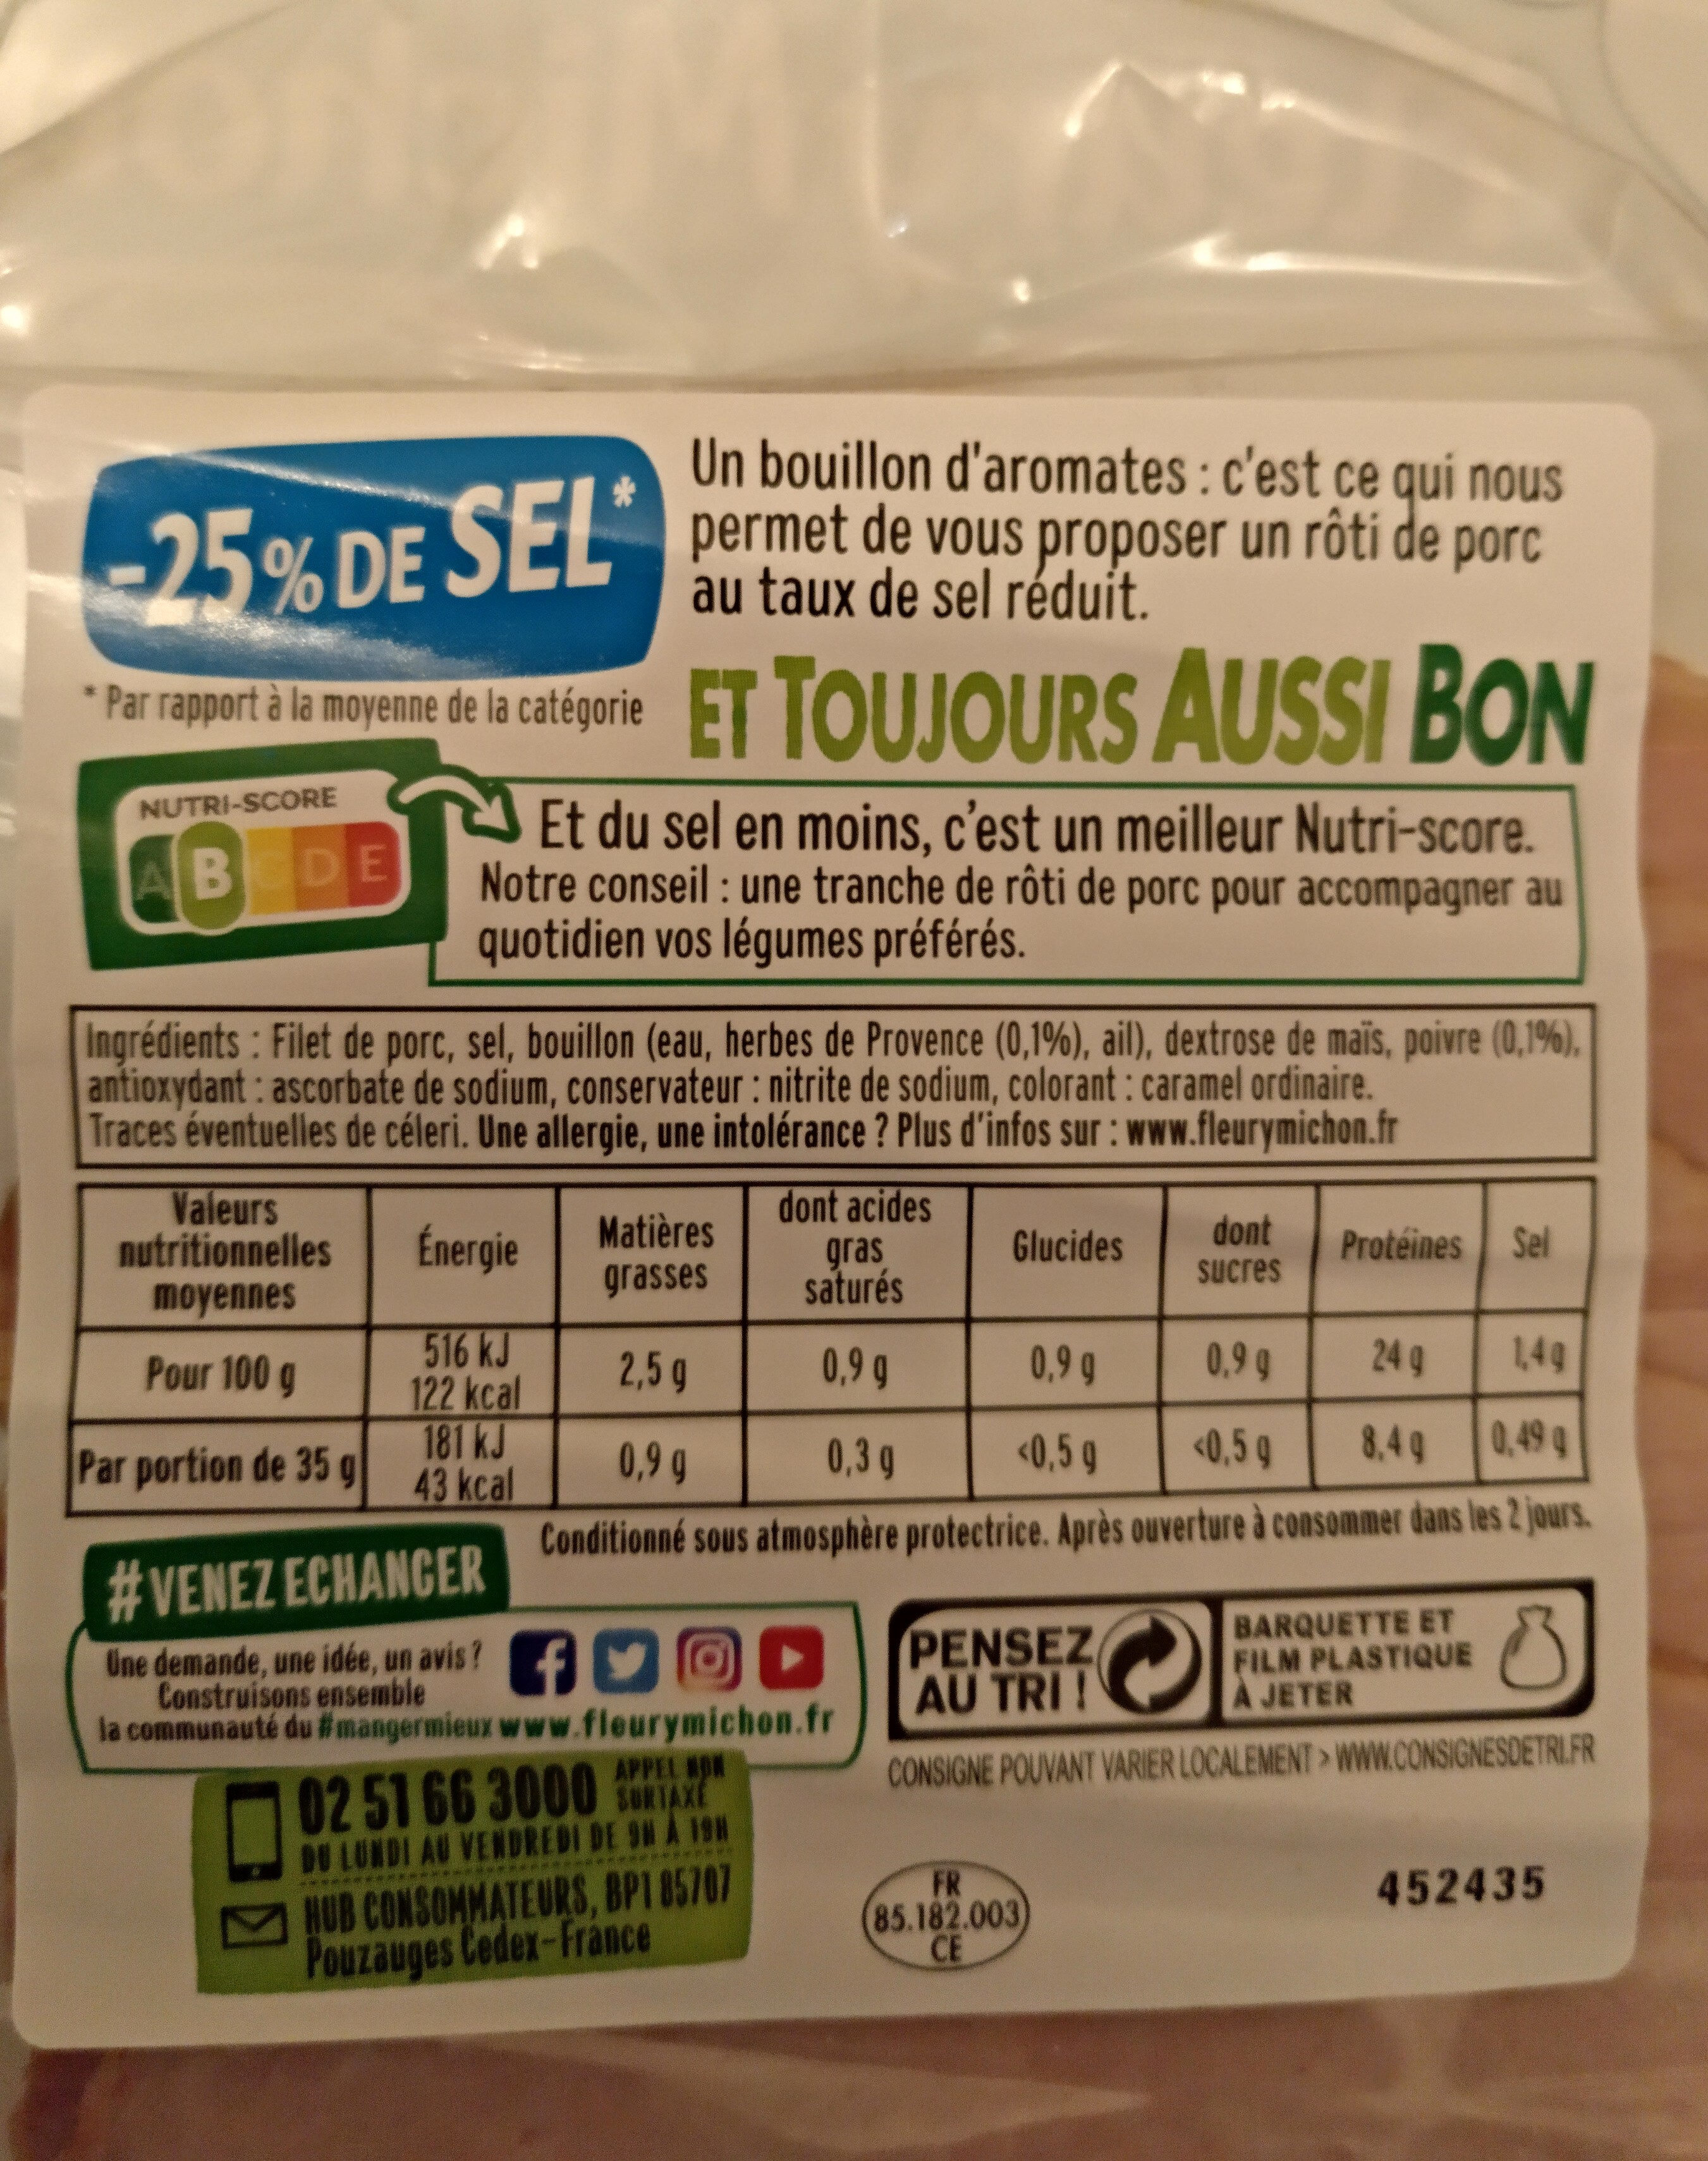 -25% DE SEL*
* Par rapport à la moyenne de la catégorie
Un bouillon d'aromates : c'est ce qui nous
permet de vous proposer un rôti de porc
au taux de sel réduit.
ET TOUJOURS AUSSI BON
NUTRI-SCORE
A B C D E
Et du sel en moins, c'est un meilleur Nutri-score.
Notre conseil : une tranche de rôti de porc pour accompagner au
quotidien vos légumes préférés.
Ingrédients : Filet de porc, sel, bouillon (eau, herbes de Provence (0,1%), ail), dextrose de maïs, poivre (0,1%),
antioxydant : ascorbate de sodium, conservateur : nitrite de sodium, colorant : caramel ordinaire.
Traces éventuelles de céleri. Une allergie, une intolérance ? Plus d'infos sur : www.fleurymichon.fr
Valeurs
nutritionnelles
moyennes
Énergie
Matières
grasses
dont acides
gras
saturés
Glucides
dont
sucres
Protéines
Sel
Pour 100 g
516 kJ
122 kcal
2,5 g
0,9 g
0,9 g
0,9 g
24 g
1,4 g
Par portion de 35 g
181 kJ
43 kcal
0,9 g
0,3 g
<0,5 g
<0,5 g
8,4 g
0,49 g
Conditionné sous atmosphère protectrice. Après ouverture à consommer dans les 2 jours.
#VENEZ ECHANGER
Une demande, une idée, un avis ?
Construisons ensemble
la communauté du #mangermieux www.fleurymichon.fr
02 51 66 3000 APPEL NON
SURTAXÉ
DU LUNDI AU VENDREDI DE 9H À 19H
HUB CONSOMMATEURS, BP1 85707
Pouzauges Cedex-France
PENSEZ
AU TRI !
BARQUETTE ET
FILM PLASTIQUE
À JETER
CONSIGNE POUVANT VARIER LOCALEMENT > WWW.CONSIGNESDETRI.FR
FR
85.182.003
CE
452435